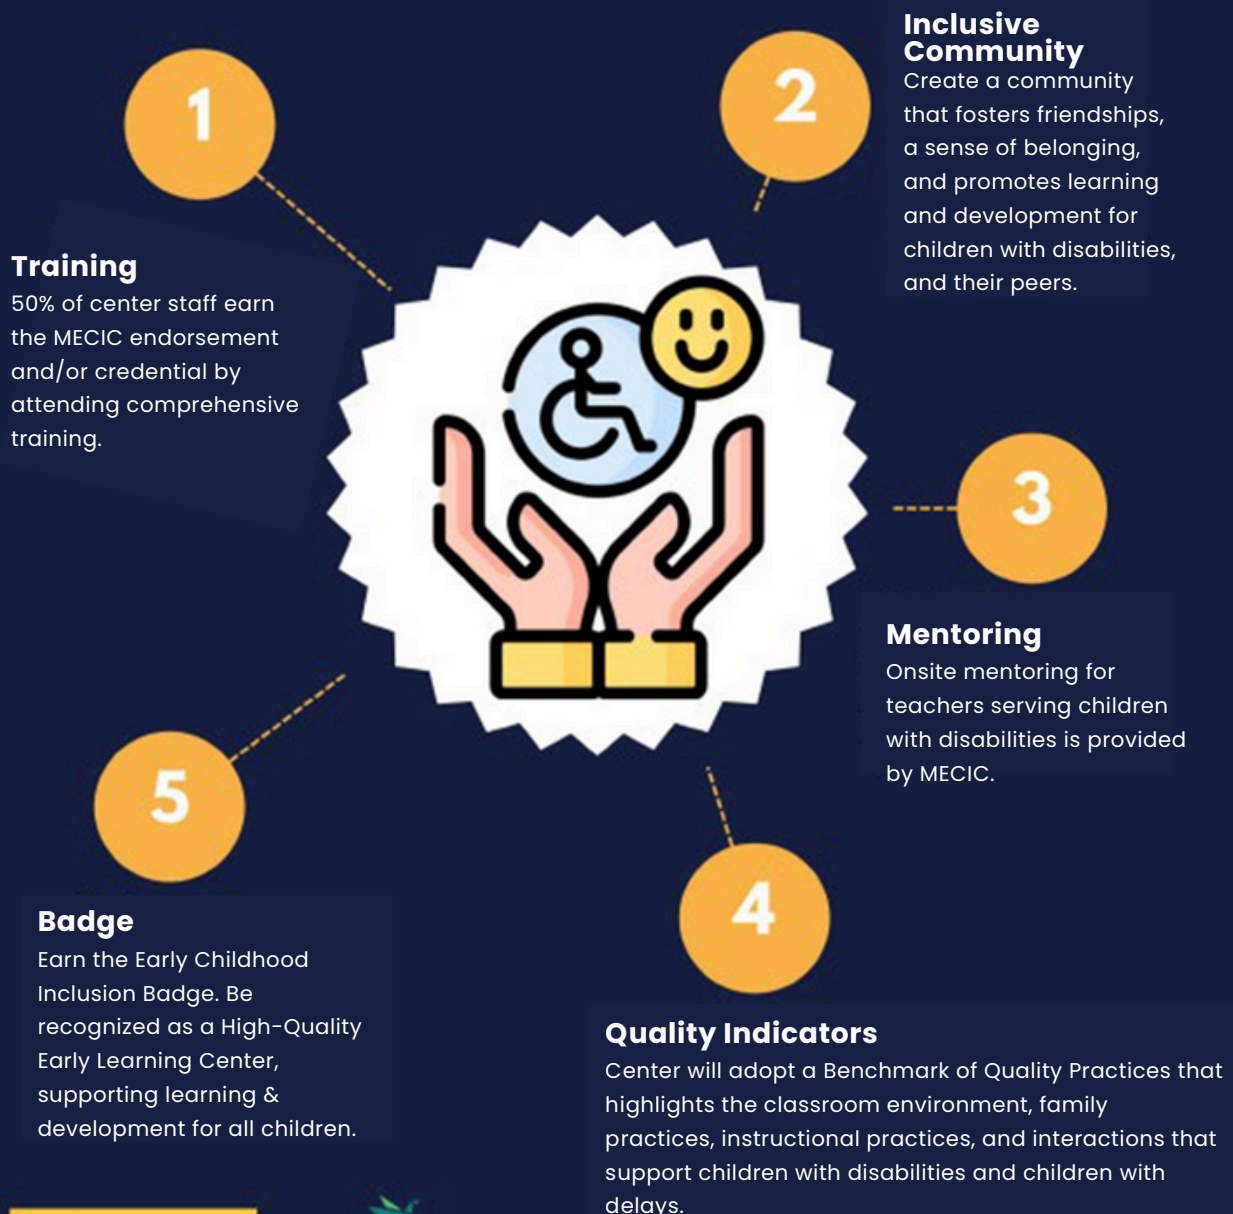 1
Training
50% of center staff earn
the MECIC endorsement
and/or credential by
attending comprehensive
training.
2
Inclusive
Community
Create a community
that fosters friendships,
a sense of belonging,
and promotes learning
and development for
children with disabilities,
and their peers.
3
Mentoring
Onsite mentoring for
teachers serving children
with disabilities is provided
by MECIC.
4
Quality Indicators
Center will adopt a Benchmark of Quality Practices that
highlights the classroom environment, family
practices, instructional practices, and interactions that
support children with disabilities and children with
delays.
5
Badge
Earn the Early Childhood
Inclusion Badge. Be
recognized as a High-Quality
Early Learning Center,
supporting learning &
development for all children.